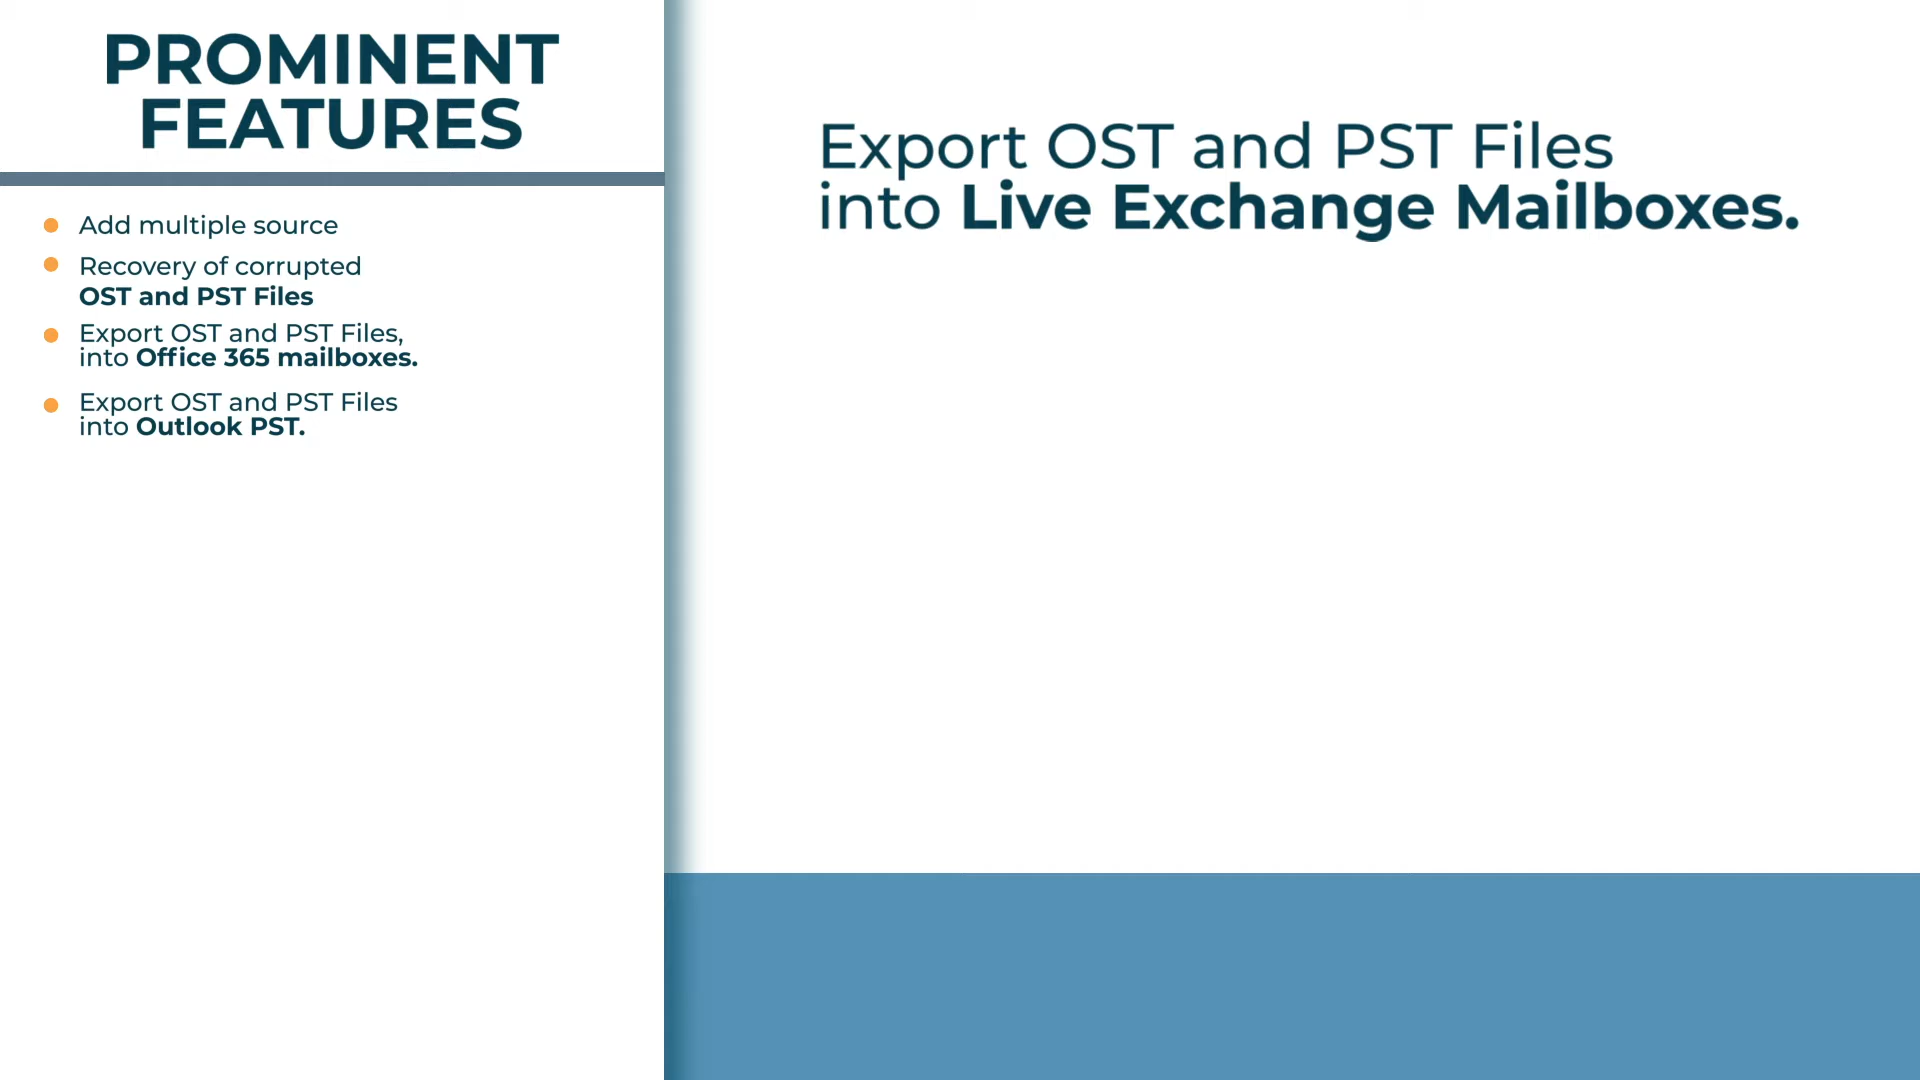 PROMINENT
FEATURES
Add multiple source
Recovery of corrupted
OST and PST Files
Export OST and PST Files,
into Office 365 mailboxes.
Export OST and PST Files
into Outlook PST.
Export OST and PST Files
into Live Exchange Mailboxes.